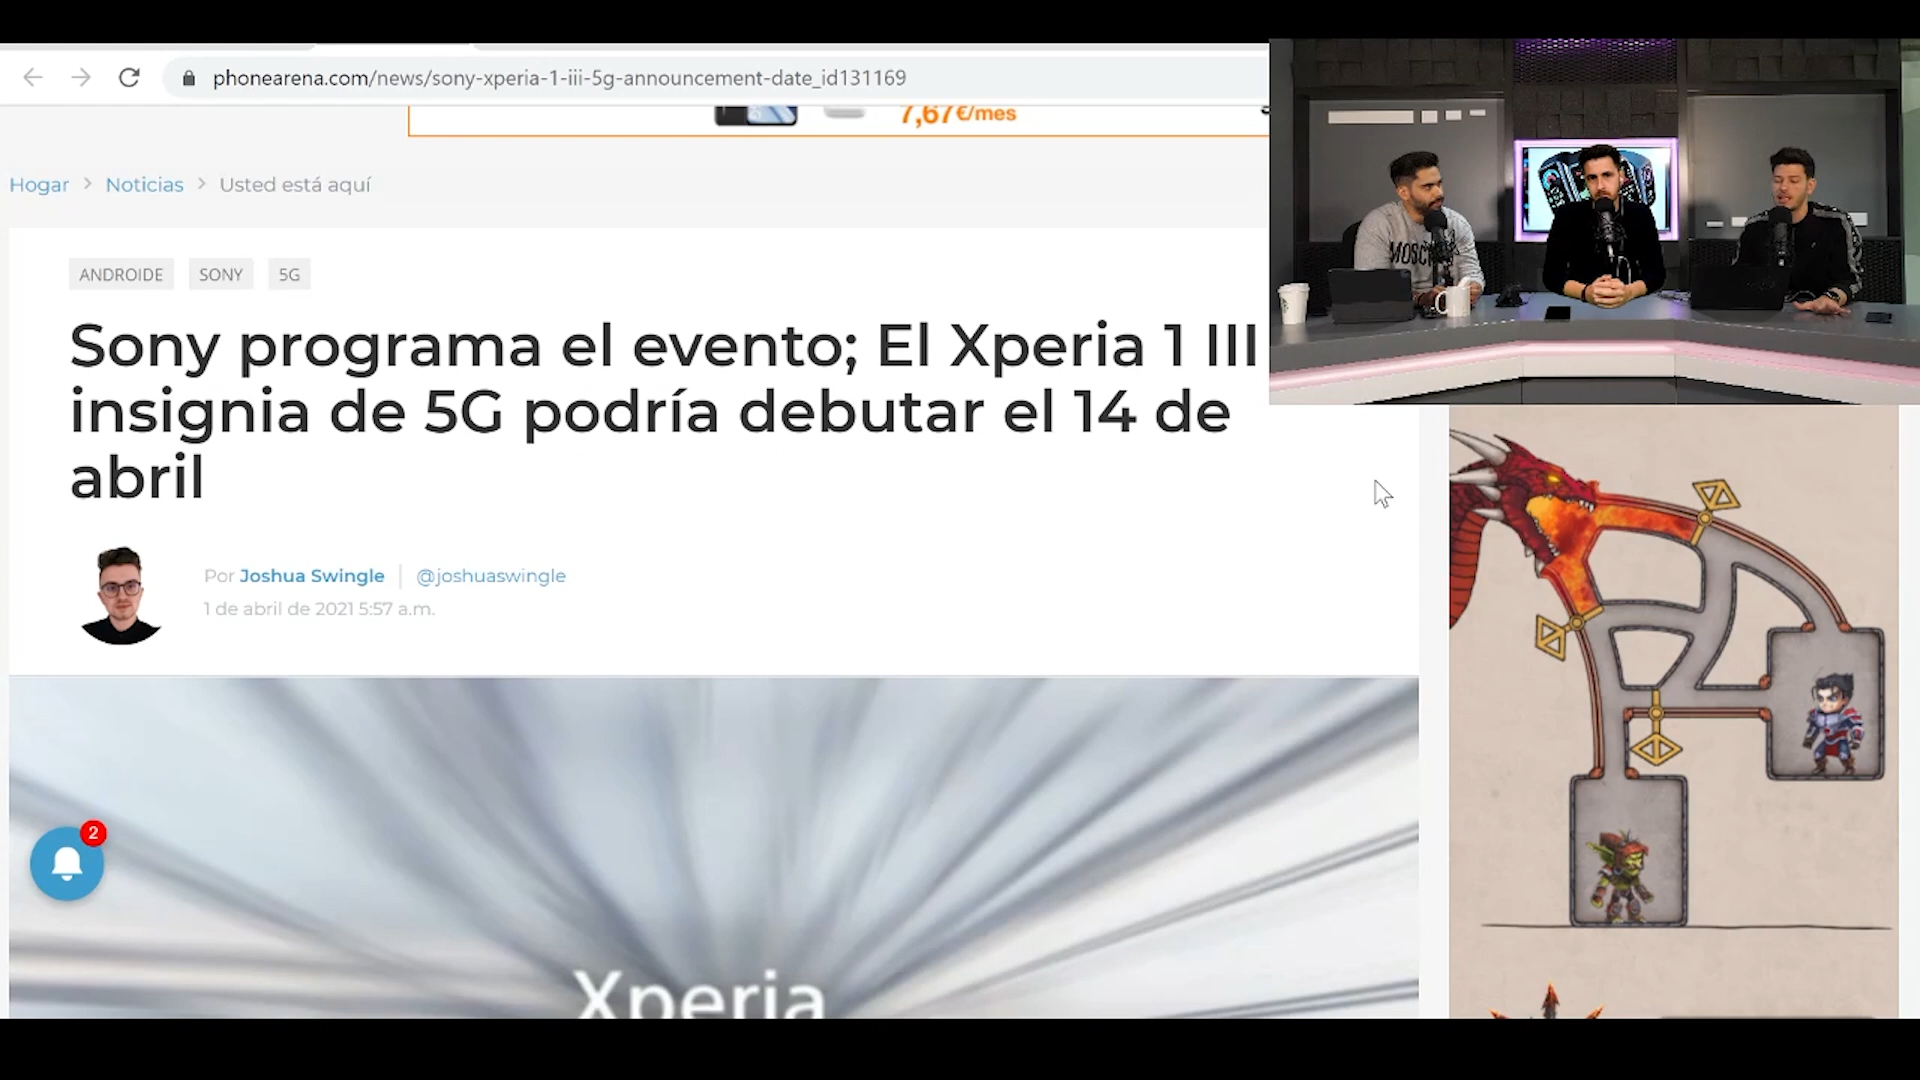 phonearena.com/news/sony-xperia-1-iii-5g-announcement-date_id131169
7,67€/mes
Hogar > Noticias > Usted está aquí
ANDROIDE SONY 5G
Sony programa el evento; El Xperia 1 III
insignia de 5G podría debutar el 14 de
abril
Por Joshua Swingle | @joshuaswingle
1 de abril de 2021 5:57 a.m.
2
Xperia